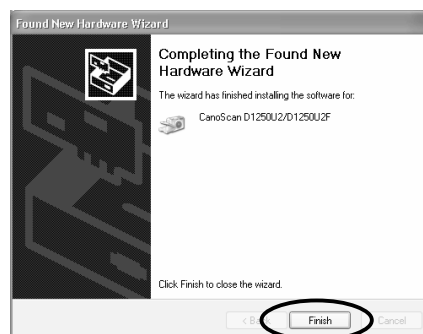 Found New Hardware Wizard
Completing the Found New
Hardware Wizard
The wizard has finished installing the software for:
CanoScan D1250U2/D1250U2F
Click Finish to close the wizard.
Finish
Cancel